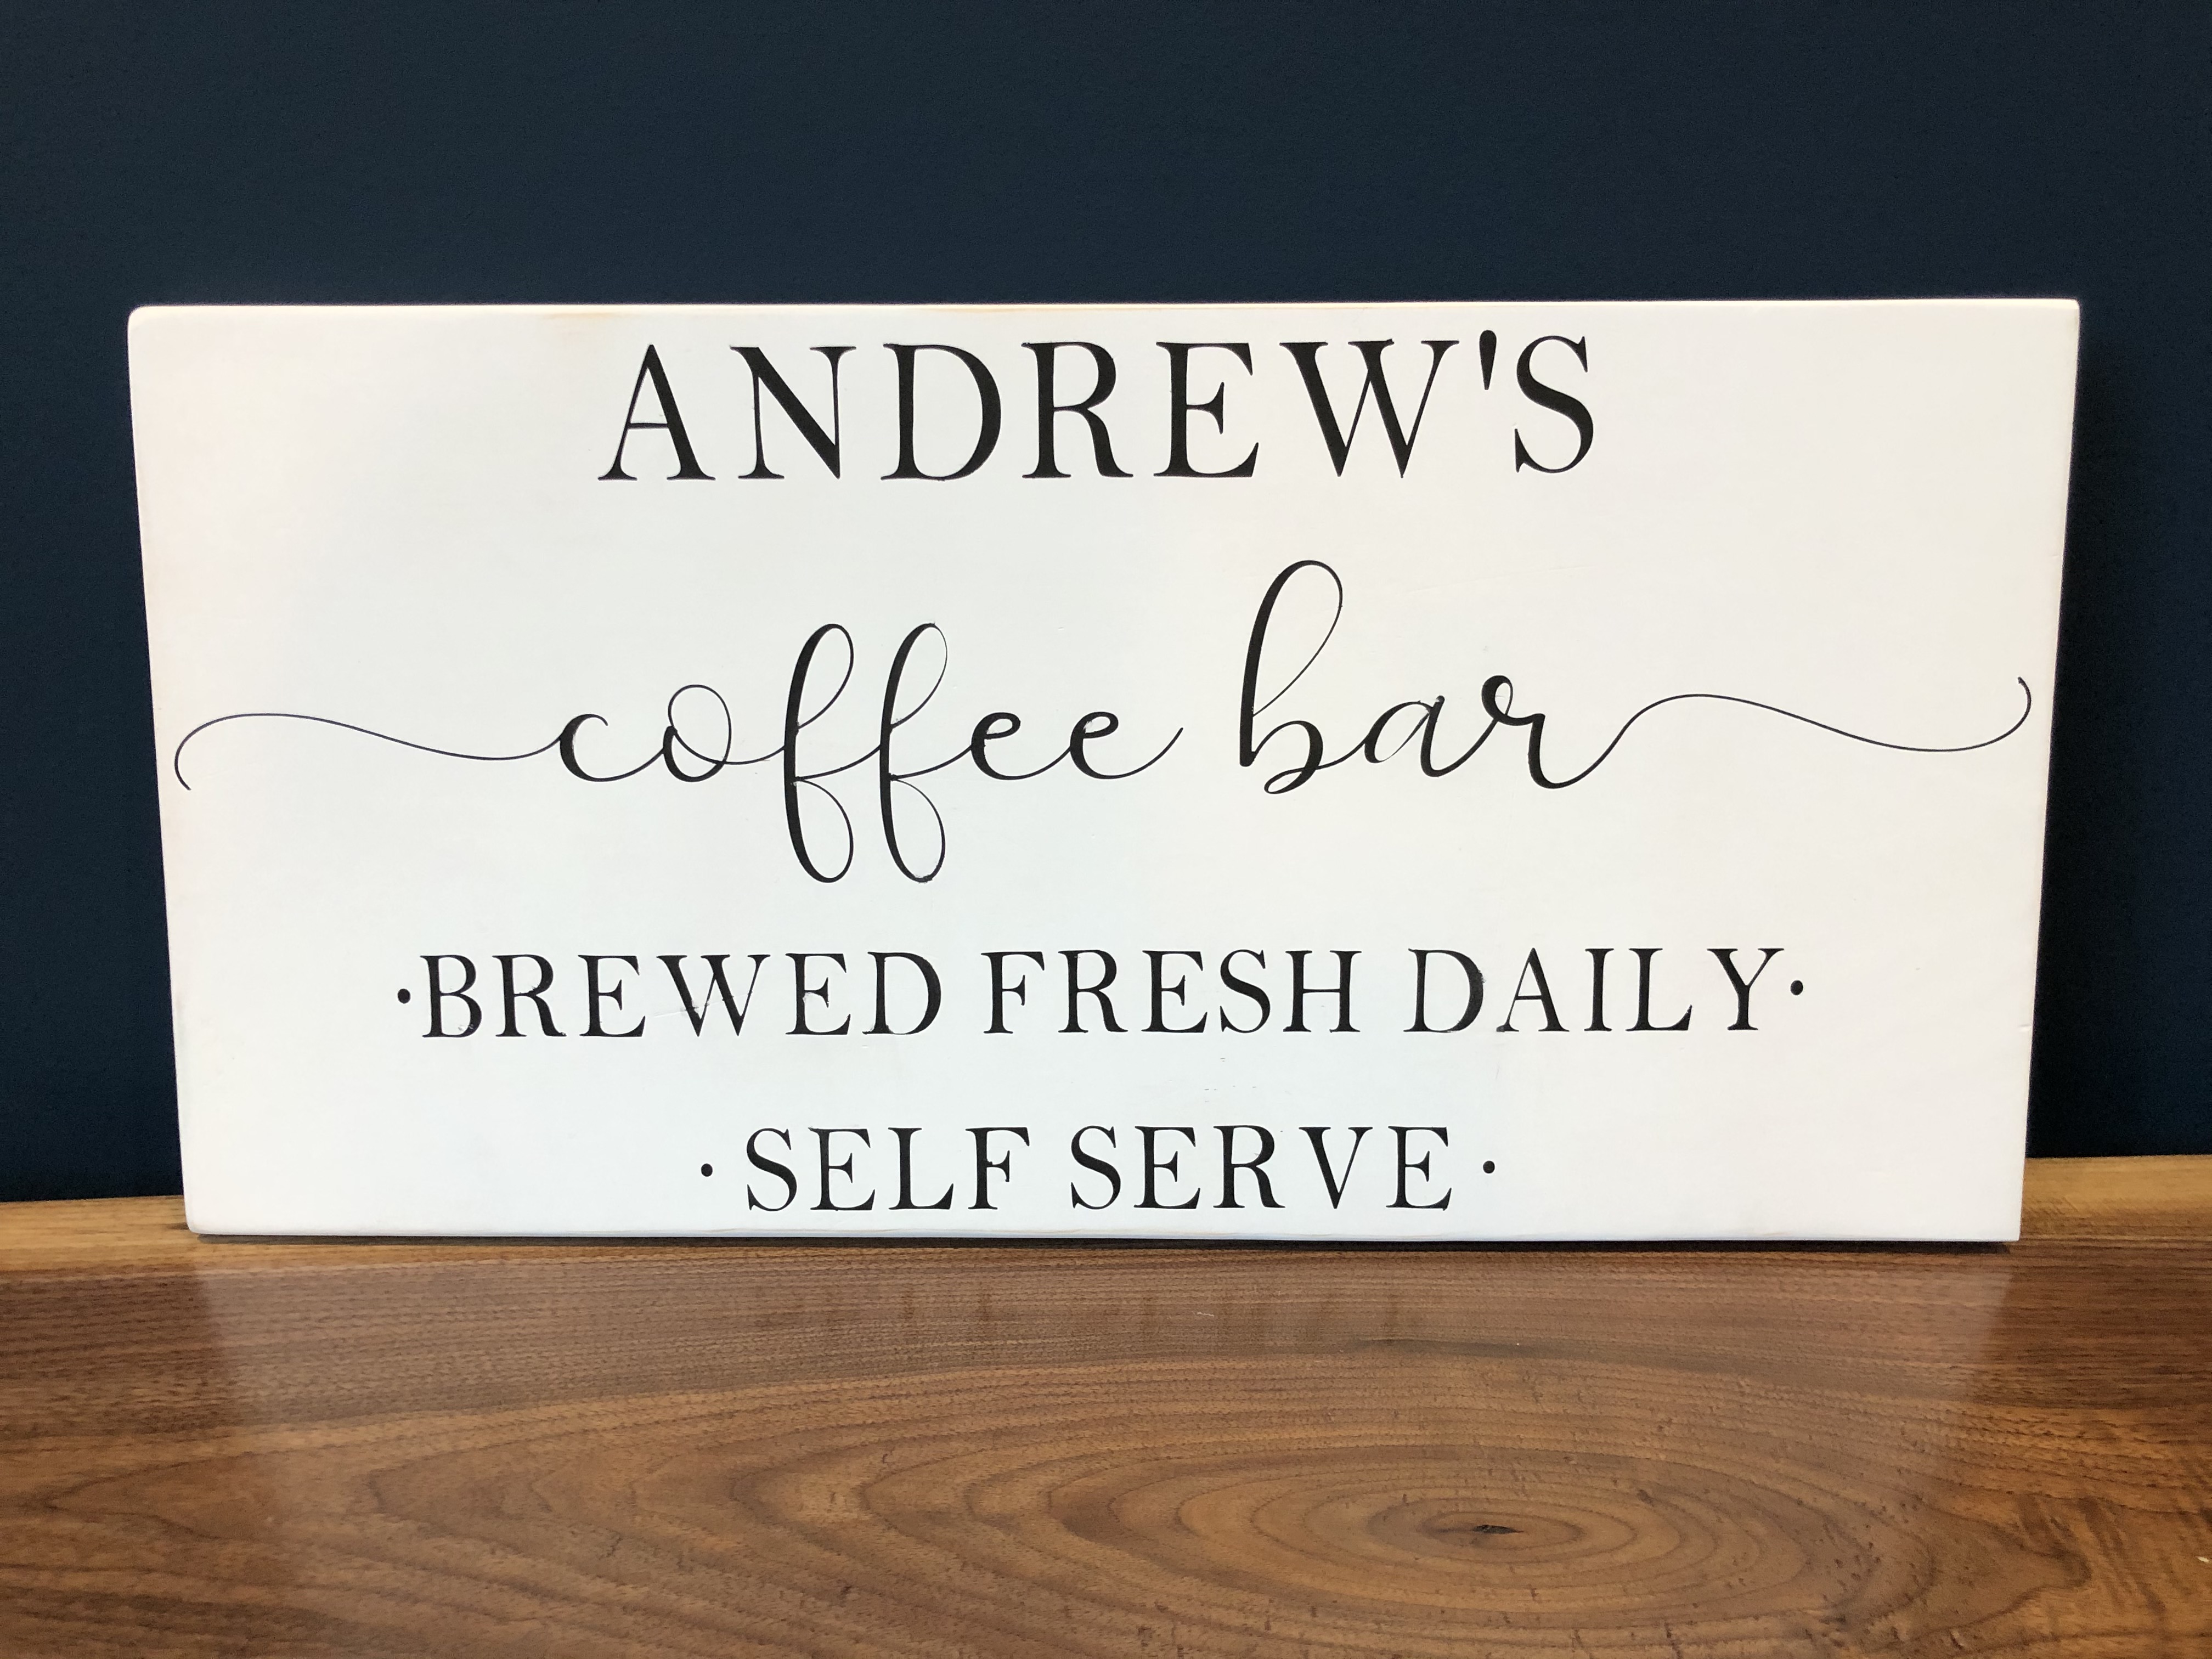 ANDREW'S
coffee bar
·BREWED FRESH DAILY·
·SELF SERVE·